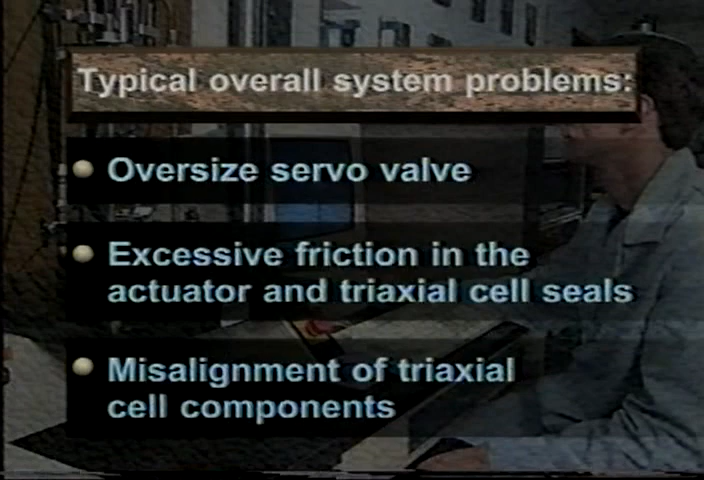 Typical overall system problems:
Oversize servo valve
Excessive friction in the
actuator and triaxial cell seals
Misalignment of triaxial
cell components